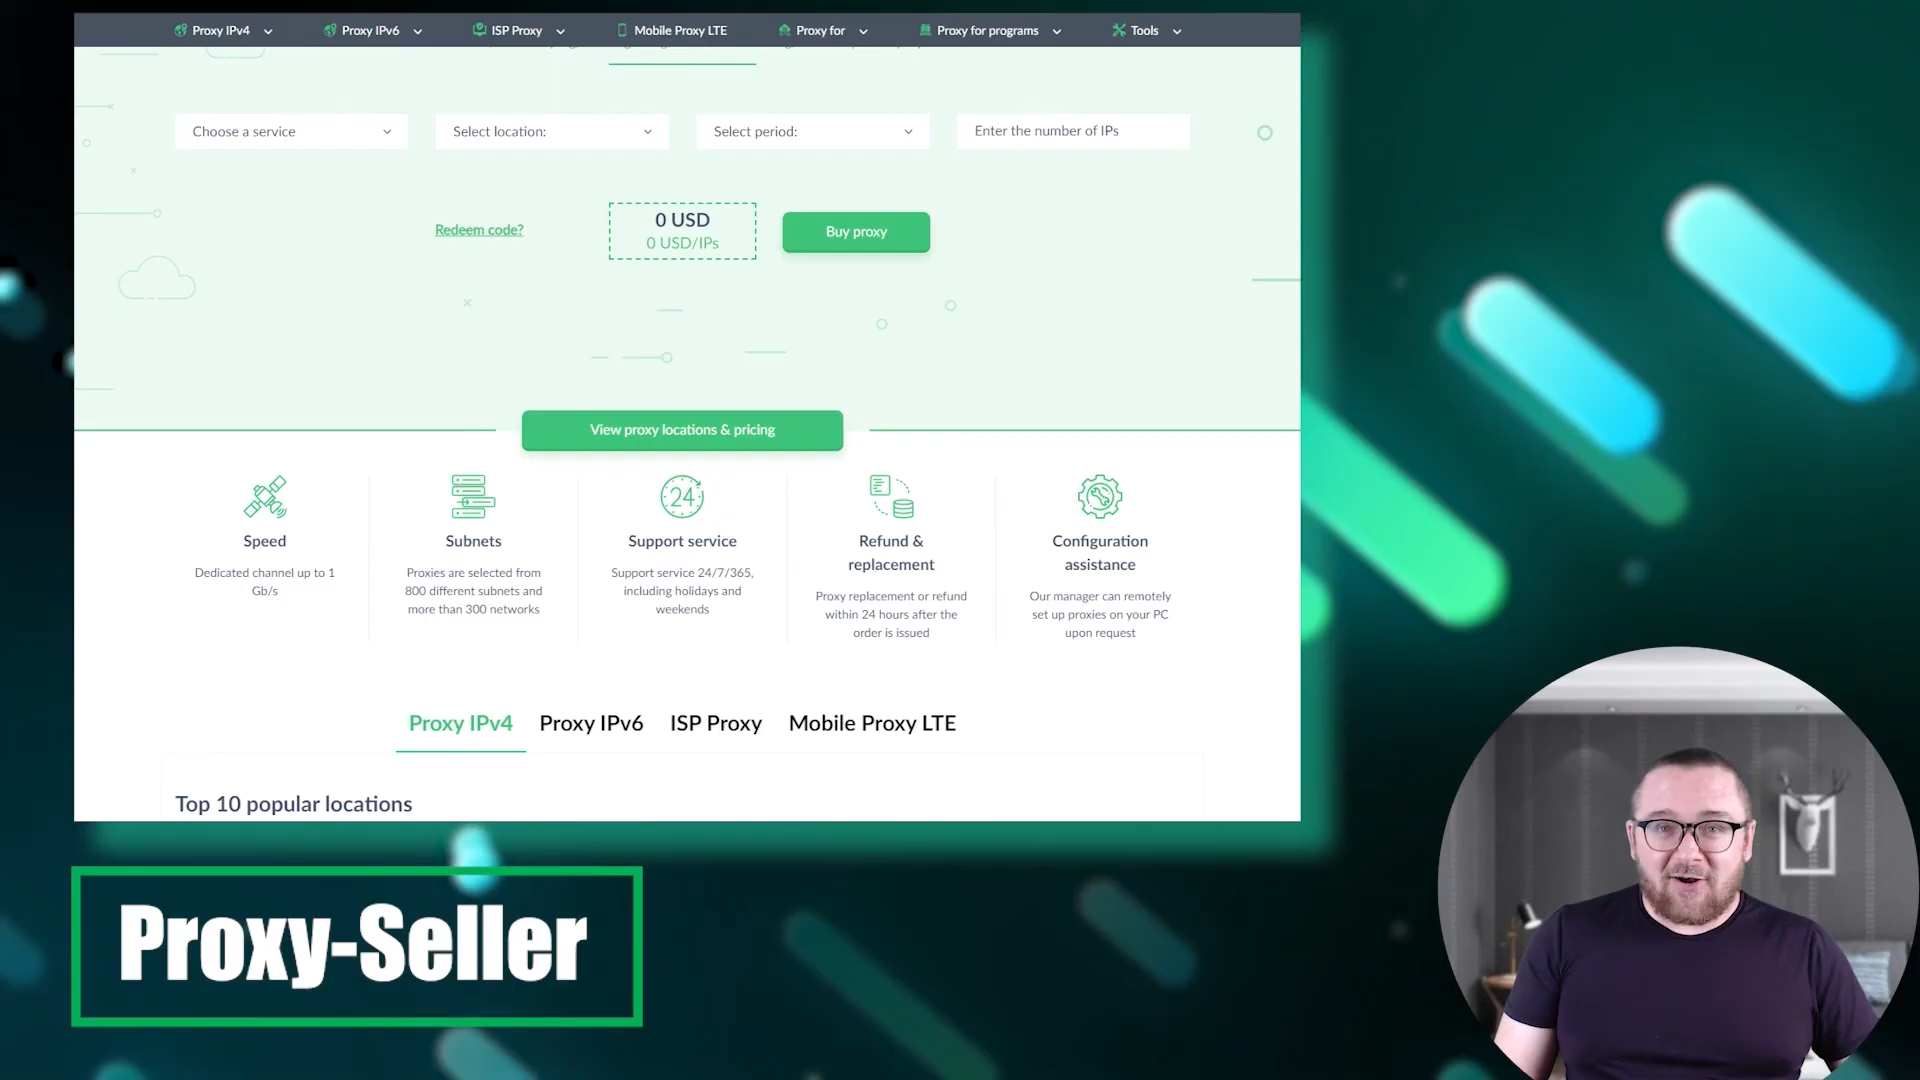 Proxy IPv4
Proxy IPv6
ISP Proxy
Mobile Proxy LTE
Proxy for
Proxy for programs
Tools
Choose a service
Select location:
Select period:
Enter the number of IPs
Redeem code?
0 USD
0 USD/IPs
Buy proxy
View proxy locations & pricing
24
Speed
Dedicated channel up to 1
Gb/s
Subnets
Proxies are selected from
800 different subnets and
more than 300 networks
Support service
Support service 24/7/365,
including holidays and
weekends
Refund &
replacement
Proxy replacement or refund
within 24 hours after the
order is issued
Configuration
assistance
Our manager can remotely
set up proxies on your PC
upon request
Proxy IPv4
Proxy IPv6
ISP Proxy
Mobile Proxy LTE
Top 10 popular locations
Proxy-Seller